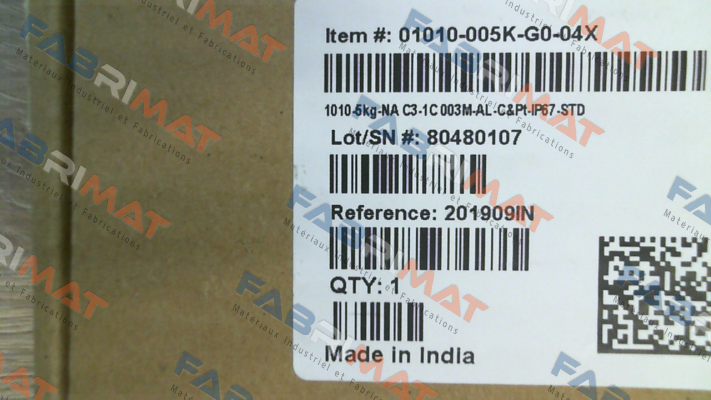 Item #: 01010-005K-G0-04X
1010-5kg-NA C3-1C 003M-AL-C&Pt-IP67-STD
Lot/SN #: 80480107
Reference: 201909IN
QTY: 1
Made in India
FABRIMAT
Matériaux Industriel et Fabrications